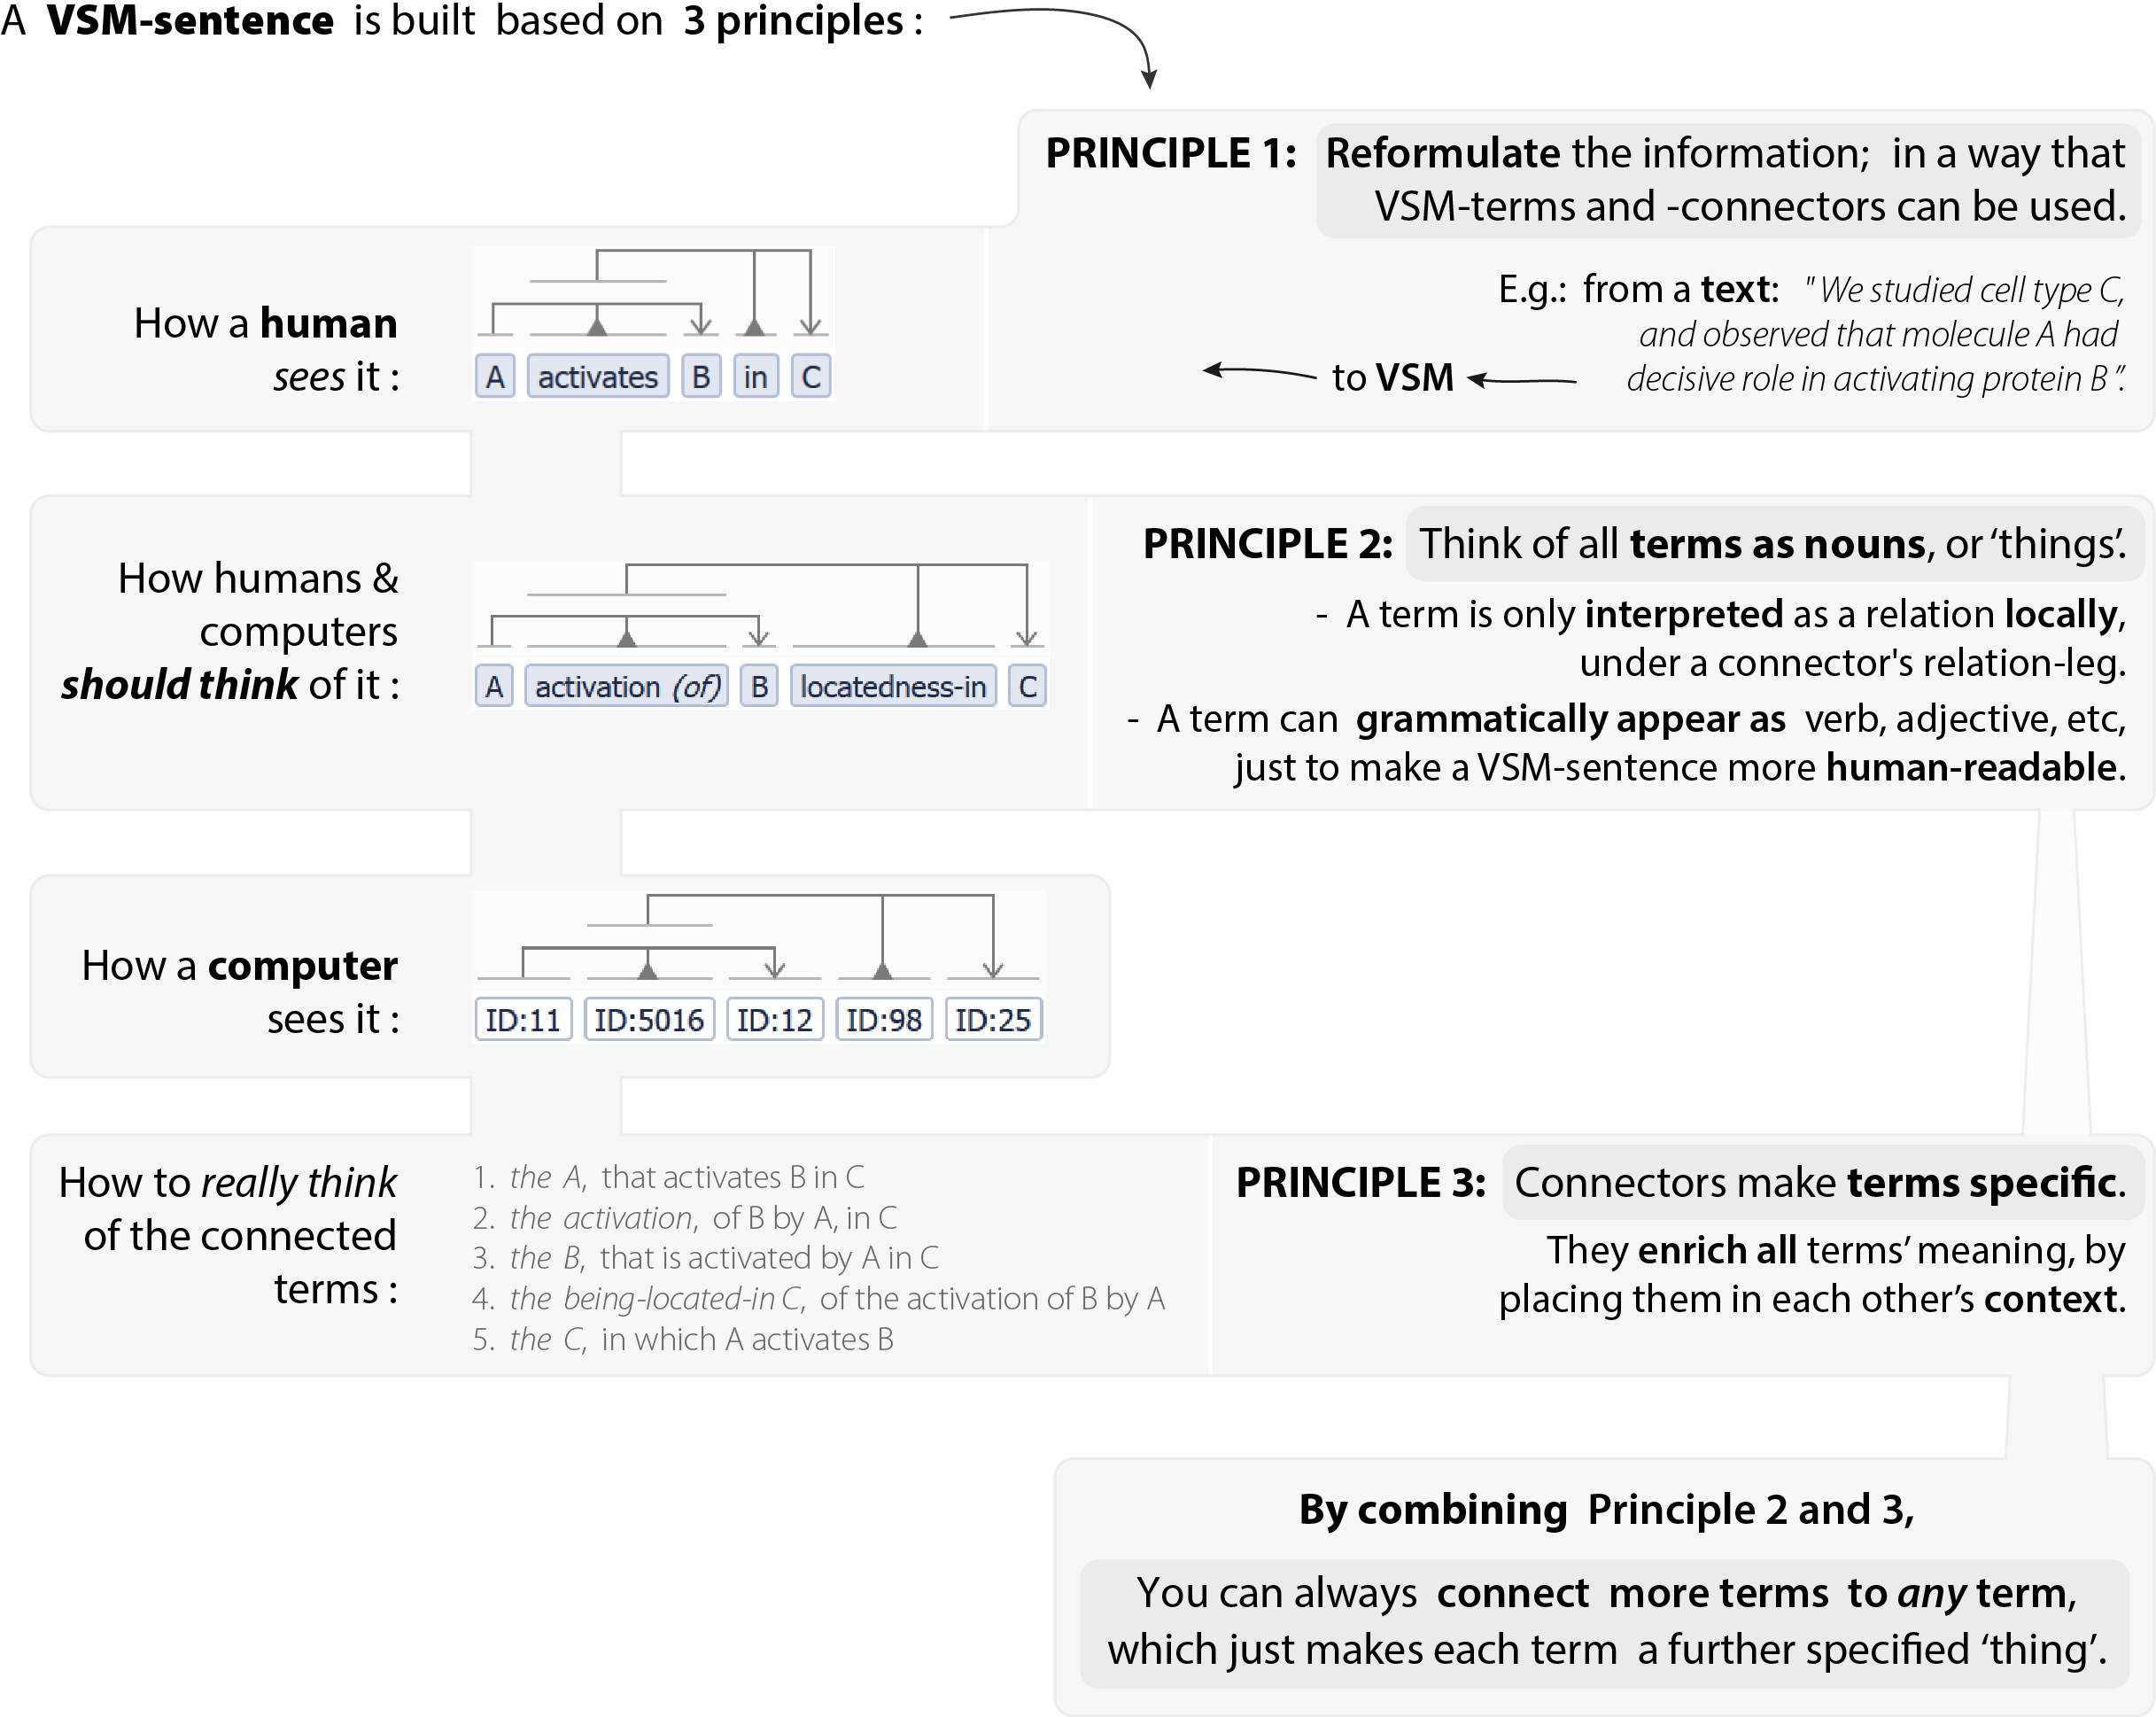 A VSM-sentence is built based on 3 principles :
PRINCIPLE 1: Reformulate the information; in a way that
VSM-terms and -connectors can be used.
E.g.: from a text: "We studied cell type C,
and observed that molecule A had
decisive role in activating protein B".
to VSM
How a human
sees it :
A activates B in C
How humans &
computers
should think of it :
A activation (of) B locatedness-in C
PRINCIPLE 2: Think of all terms as nouns, or ‘things’.
- A term is only interpreted as a relation locally,
under a connector's relation-leg.
- A term can grammatically appear as verb, adjective, etc,
just to make a VSM-sentence more human-readable.
How a computer
sees it :
ID:11 ID:5016 ID:12 ID:98 ID:25
How to really think
of the connected
terms :
1. the A, that activates B in C
2. the activation, of B by A, in C
3. the B, that is activated by A in C
4. the being-located-in C, of the activation of B by A
5. the C, in which A activates B
PRINCIPLE 3: Connectors make terms specific.
They enrich all terms’ meaning, by
placing them in each other’s context.
By combining Principle 2 and 3,
You can always connect more terms to any term,
which just makes each term a further specified ‘thing’.